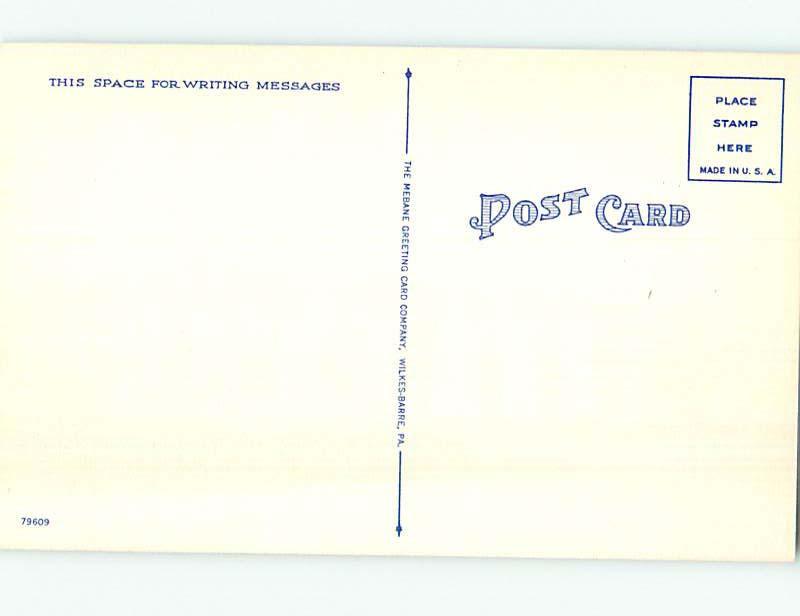 THIS SPACE FOR WRITING MESSAGES
THE MEBANE GREETING CARD COMPANY, WILKES-BARRE, PA.
PLACE
STAMP
HERE
MADE IN U. S. A.
POST CARD
79609